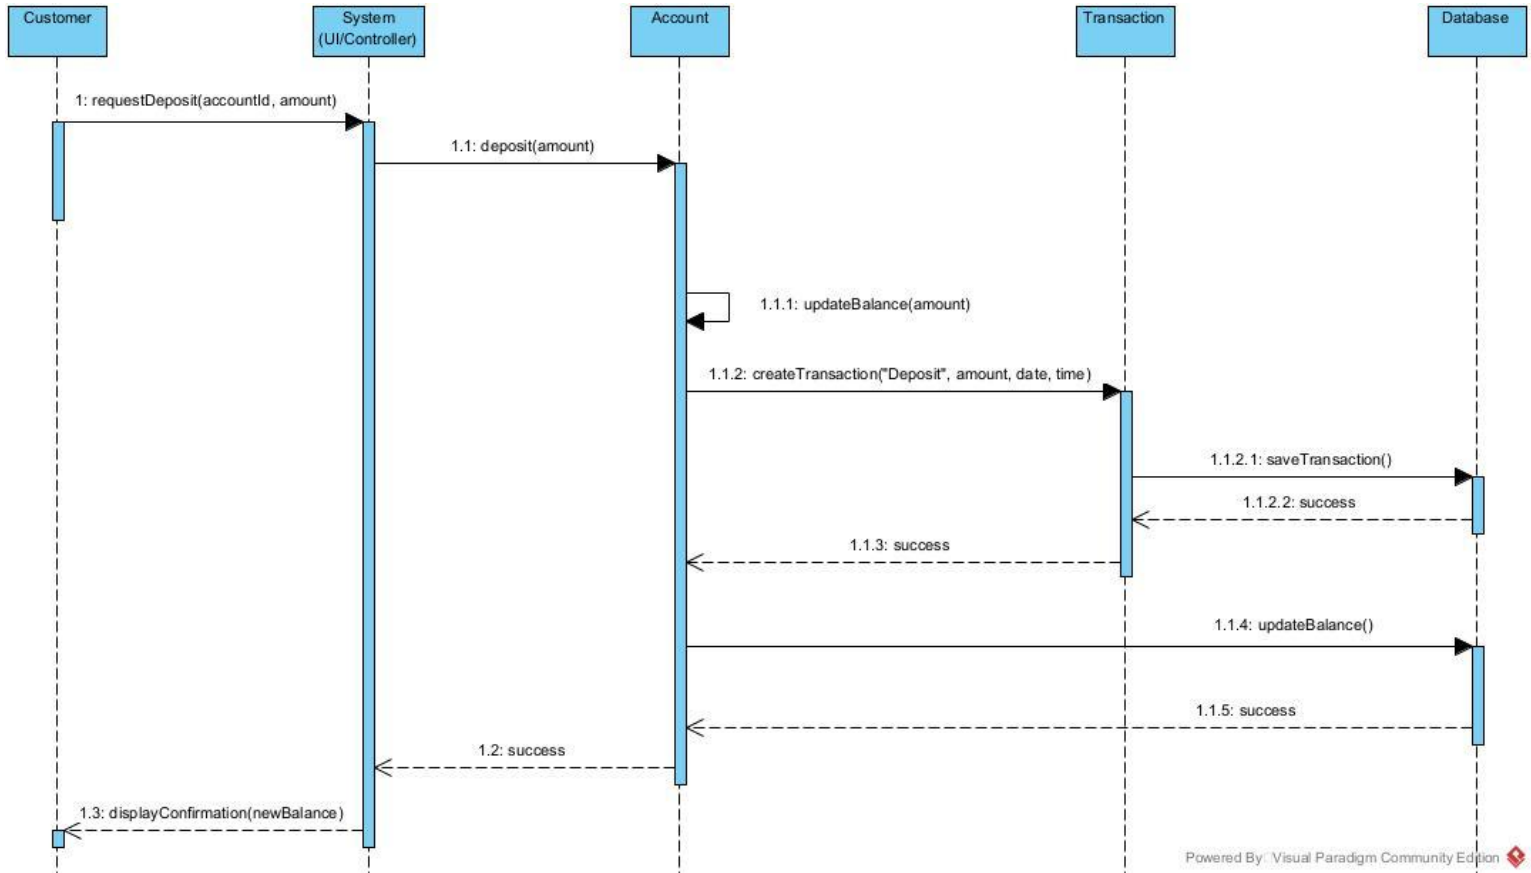 Customer
System
(UI/Controller)
Account
Transaction
Database
1: requestDeposit(accountId, amount)
1.1: deposit(amount)
1.1.1: updateBalance(amount)
1.1.2: createTransaction("Deposit", amount, date, time)
1.1.2.1: saveTransaction()
1.1.2.2: success
1.1.3: success
1.1.4: updateBalance()
1.1.5: success
1.2: success
1.3: displayConfirmation(newBalance)
Powered By Visual Paradigm Community Edition